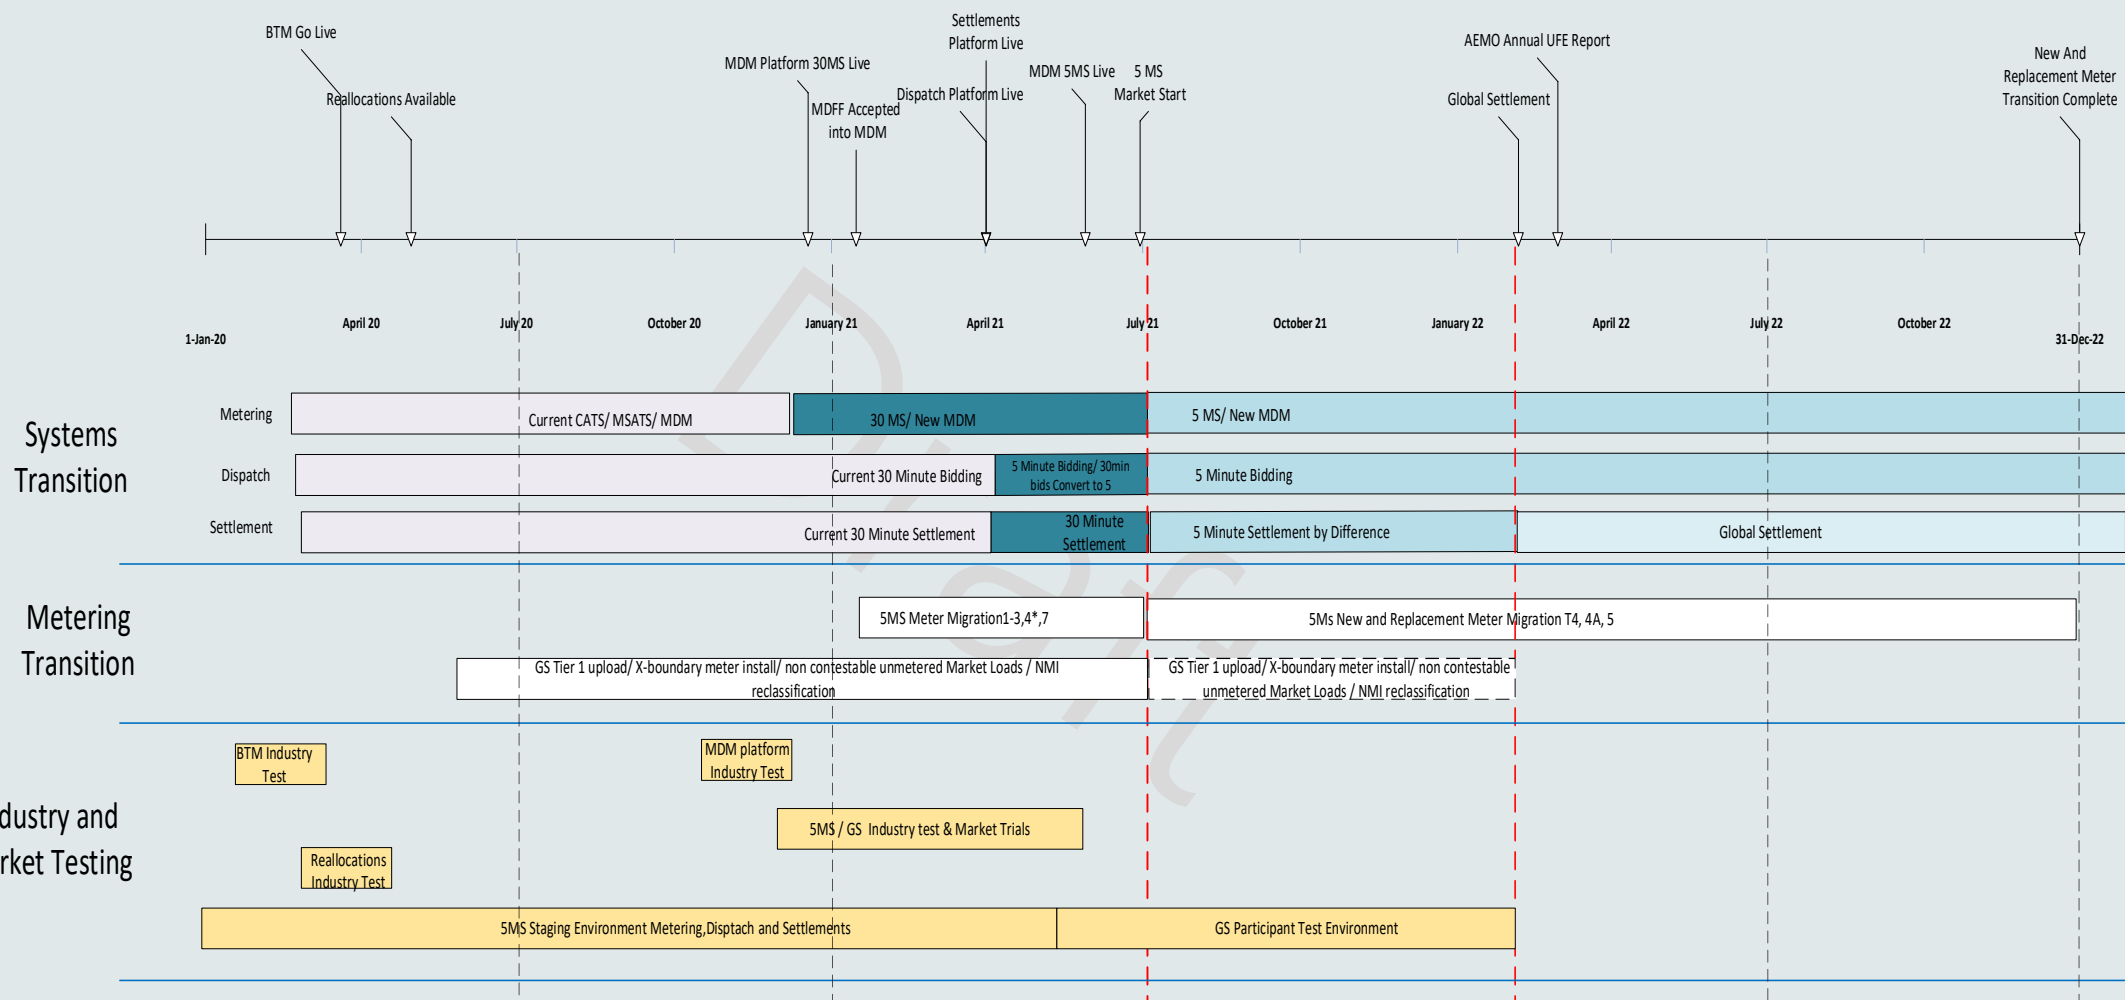 Settlements
Platform Live
BTM Go Live
AEMO Annual UFE Report
New And
Replacement Meter
Transition Complete
MDM Platform 30MS Live
MDM 5MS Live
5 MS
Market Start
Reallocations Available
MDFF Accepted
into MDM
Dispatch Platform Live
Global Settlement
1-Jan-20
April 20
July 20
October 20
January 21
April 21
July 21
October 21
January 22
April 22
July 22
October 22
31-Dec-22
Systems
Transition
Metering
Current CATS/ MSATS/ MDM
30 MS/ New MDM
5 MS/ New MDM
Dispatch
Current 30 Minute Bidding
5 Minute Bidding/ 30min
bids Convert to 5
5 Minute Bidding
Settlement
Current 30 Minute Settlement
30 Minute
Settlement
5 Minute Settlement by Difference
Global Settlement
Metering
Transition
5MS Meter Migration1-3,4*,7
5Ms New and Replacement Meter Migration T4, 4A, 5
GS Tier 1 upload/ X-boundary meter install/ non contestable unmetered Market Loads / NMI
reclassification
GS Tier 1 upload/ X-boundary meter install/ non contestable
unmetered Market Loads / NMI reclassification
dustry and
rket Testing
BTM Industry
Test
MDM platform
Industry Test
5MS / GS Industry test & Market Trials
Reallocations
Industry Test
5MS Staging Environment Metering,Disptach and Settlements
GS Participant Test Environment
Draft